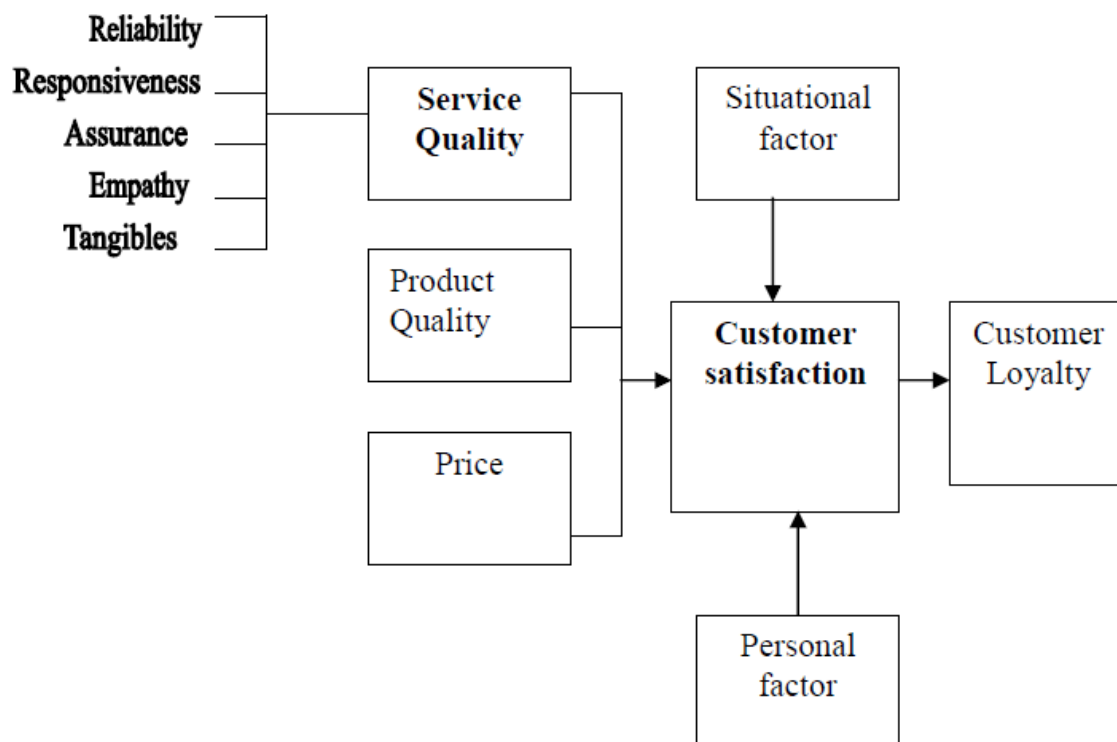 Reliability
Responsiveness
Assurance
Empathy
Tangibles
Service
Quality
Product
Quality
Price
Situational
factor
Customer
satisfaction
Personal
factor
Customer
Loyalty